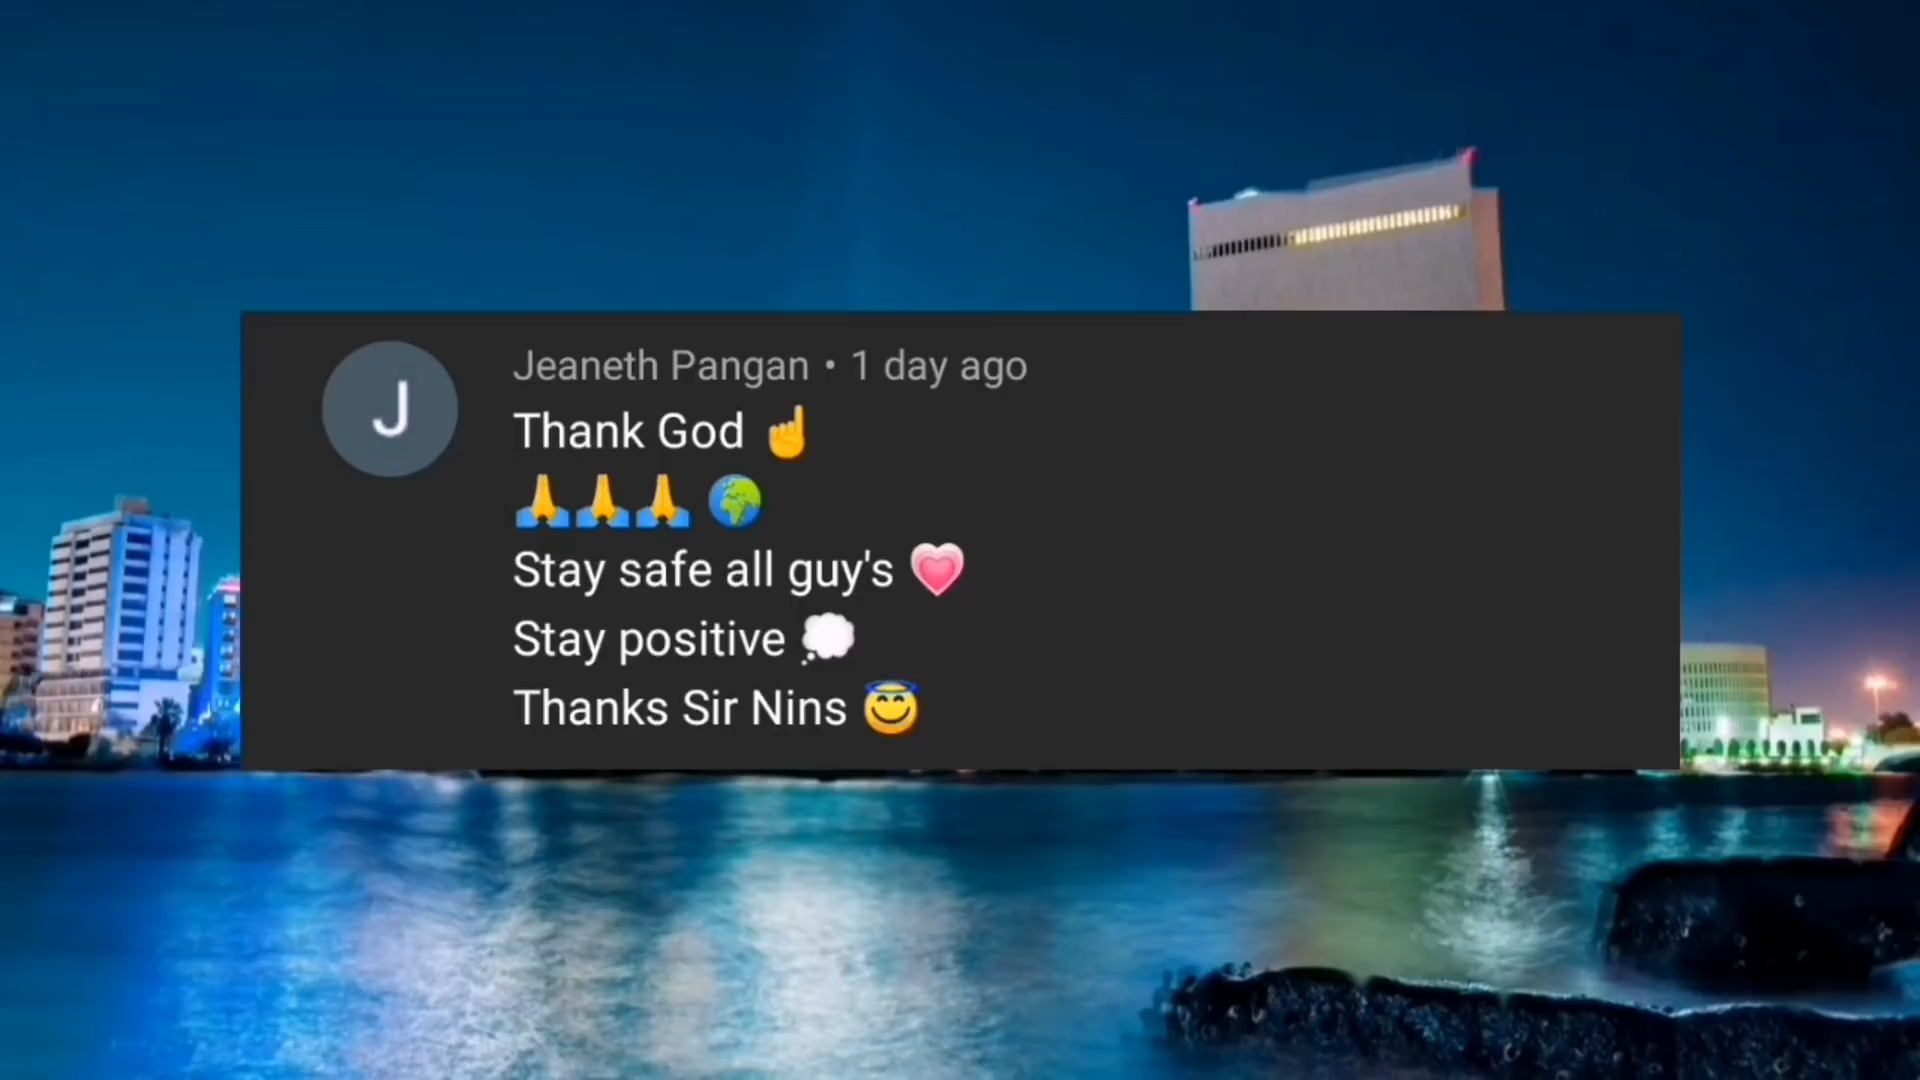 J
Jeaneth Pangan • 1 day ago
Thank God ☝
🙏🙏🙏 🌍
Stay safe all guy's 💗
Stay positive 💭
Thanks Sir Nins 😇